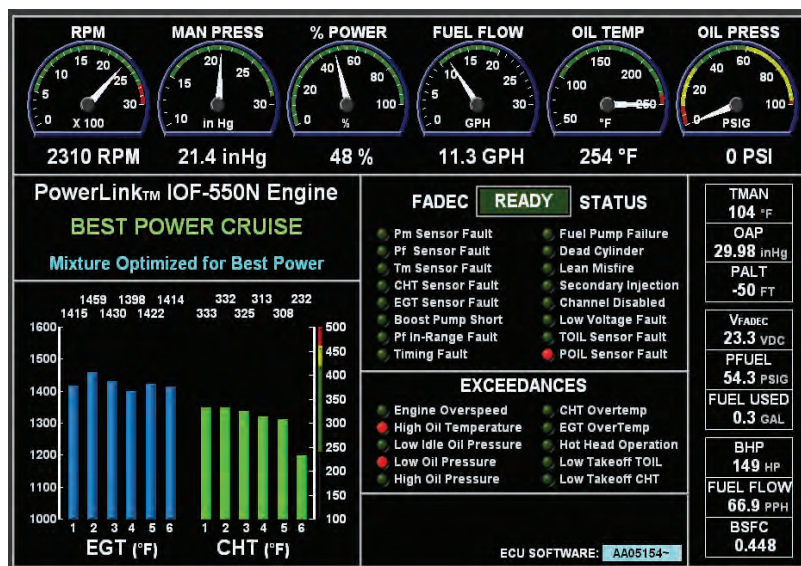 RPM
5 10 15 20 25 30
0
X 100
2310 RPM
MAN PRESS
15 20 25
10 30
in Hg
21.4 inHg
% POWER
20 40 60 80
0 100
%
48 %
FUEL FLOW
5 10 15 20 25
0 30
GPH
11.3 GPH
OIL TEMP
100 150 200
50 250
°F
254 °F
OIL PRESS
20 40 60 80
0 100
PSIG
0 PSI
PowerLink™ IOF-550N Engine
BEST POWER CRUISE
Mixture Optimized for Best Power
1459 1398 1414
1415 1430 1422
332 313 232
333 325 308
1600
1500
1400
1300
1200
1100
1000
500
450
400
350
300
250
200
150
100
1 2 3 4 5 6
1 2 3 4 5 6
EGT (°F)
CHT (°F)
FADEC READY STATUS
Pm Sensor Fault
Pf Sensor Fault
Tm Sensor Fault
CHT Sensor Fault
EGT Sensor Fault
Boost Pump Short
Pf In-Range Fault
Timing Fault
Fuel Pump Failure
Dead Cylinder
Lean Misfire
Secondary Injection
Channel Disabled
Low Voltage Fault
TOIL Sensor Fault
POIL Sensor Fault
EXCEEDANCES
Engine Overspeed
High Oil Temperature
Low Idle Oil Pressure
Low Oil Pressure
High Oil Pressure
CHT Overtemp
EGT OverTemp
Hot Head Operation
Low Takeoff TOIL
Low Takeoff CHT
ECU SOFTWARE: AA05154~
TMAN
104 °F
OAP
29.98 inHg
PALT
-50 FT
VFADEC
23.3 VDC
PFUEL
54.3 PSIG
FUEL USED
0.3 GAL
BHP
149 HP
FUEL FLOW
66.9 PPH
BSFC
0.448